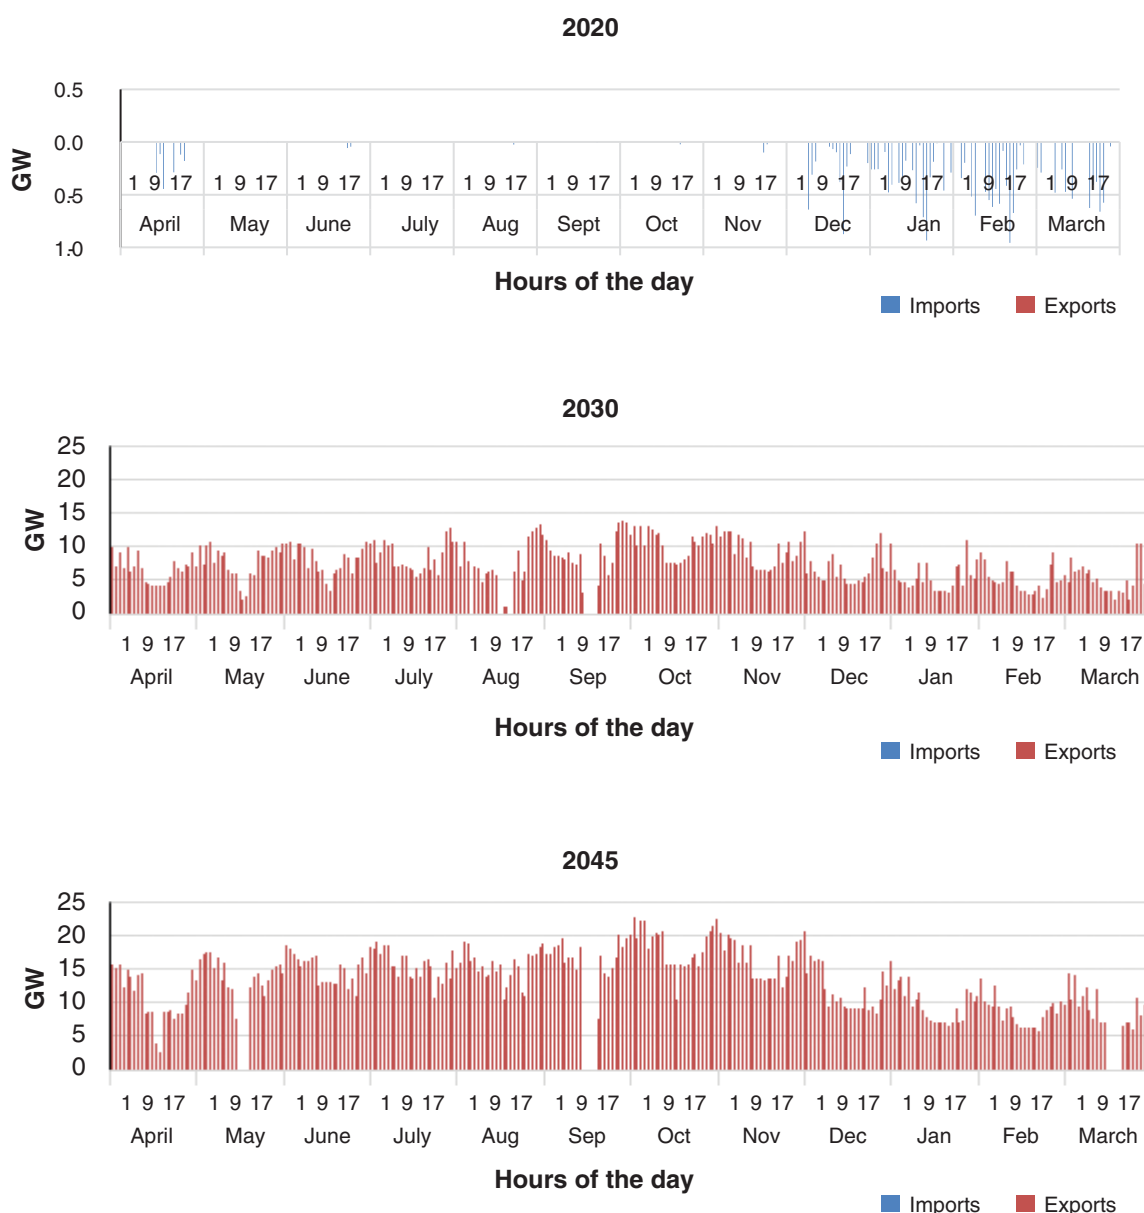 2020
0.5
0.0
0.5
1.0
GW
1 9 17 1 9 17 1 9 17 1 9 17 1 9 17 1 9 17 1 9 17 1 9 17 1 9 17 1 9 17 1 9 17 1 9 17
April May June July Aug Sept Oct Nov Dec Jan Feb March
Hours of the day
Imports Exports
2030
25
20
15
10
5
0
GW
1 9 17 1 9 17 1 9 17 1 9 17 1 9 17 1 9 17 1 9 17 1 9 17 1 9 17 1 9 17 1 9 17 1 9 17
April May June July Aug Sep Oct Nov Dec Jan Feb March
Hours of the day
Imports Exports
2045
25
20
15
10
5
0
GW
1 9 17 1 9 17 1 9 17 1 9 17 1 9 17 1 9 17 1 9 17 1 9 17 1 9 17 1 9 17 1 9 17 1 9 17
April May June July Aug Sep Oct Nov Dec Jan Feb March
Hours of the day
Imports Exports